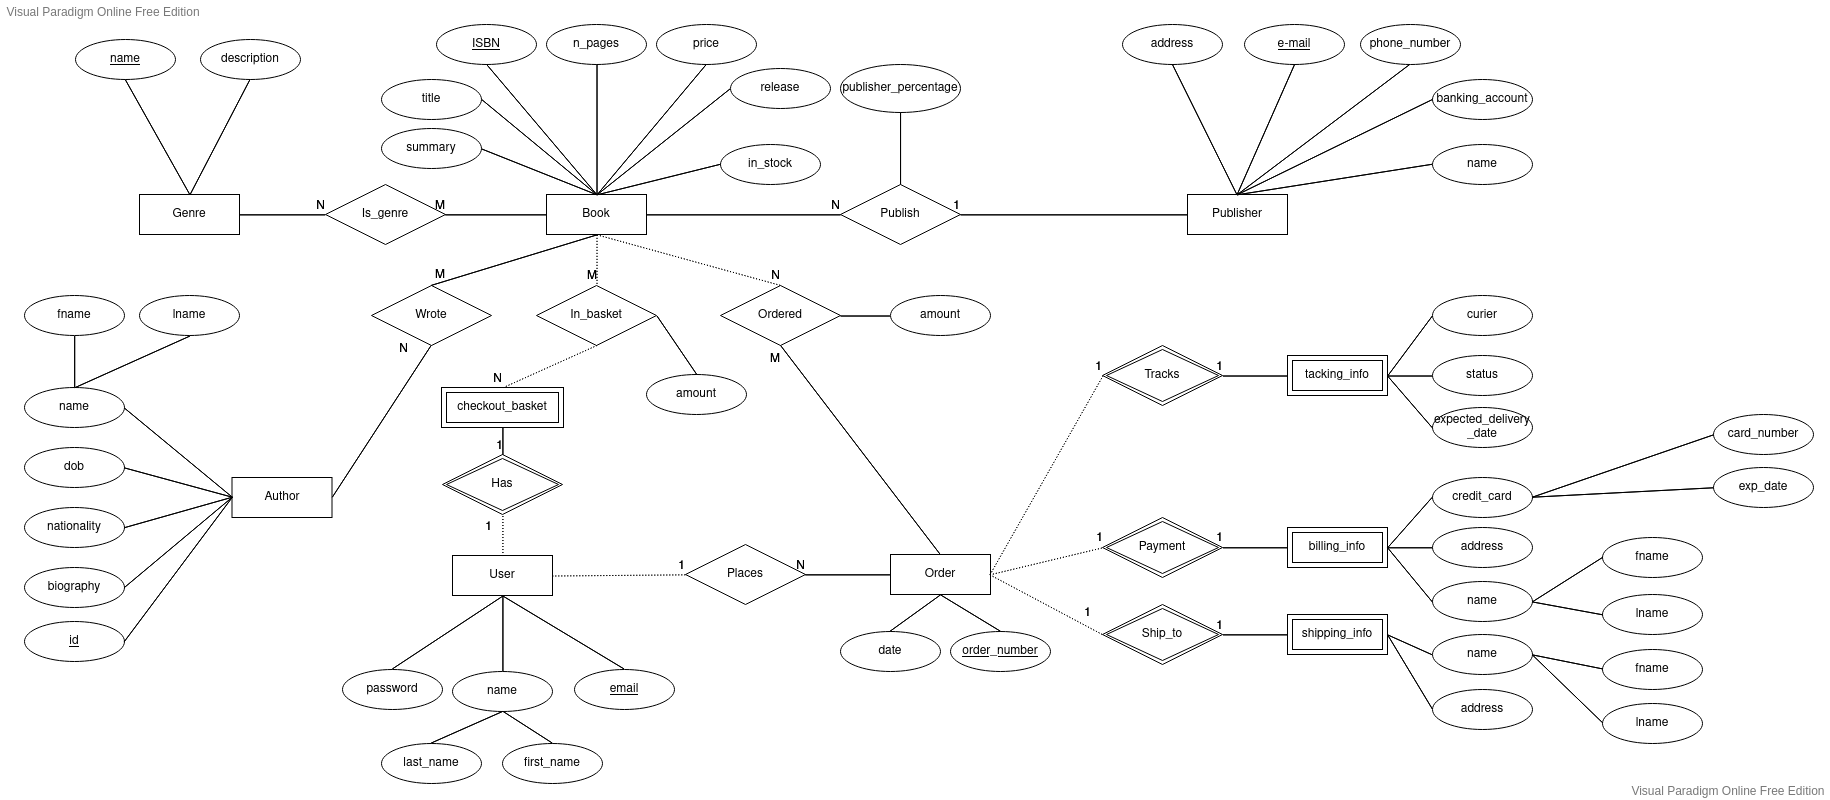 Visual Paradigm Online Free Edition
name
description
ISBN
n_pages
price
title
release
summary
in_stock
publisher_percentage
address
e-mail
phone_number
banking_account
name
Genre
N
Is_genre
M
Book
N
Publish
1
Publisher
M
M
N
fname
lname
Wrote
In_basket
Ordered
amount
N
M
N
amount
name
checkout_basket
1
dob
Author
Has
nationality
1
biography
id
User
1
Places
N
Order
password
name
email
last_name
first_name
date
order_number
1
Tracks
1
tacking_info
curier
status
expected_delivery
_date
1
Payment
1
billing_info
credit_card
card_number
exp_date
address
name
fname
lname
1
Ship_to
1
shipping_info
name
fname
lname
address
Visual Paradigm Online Free Edition